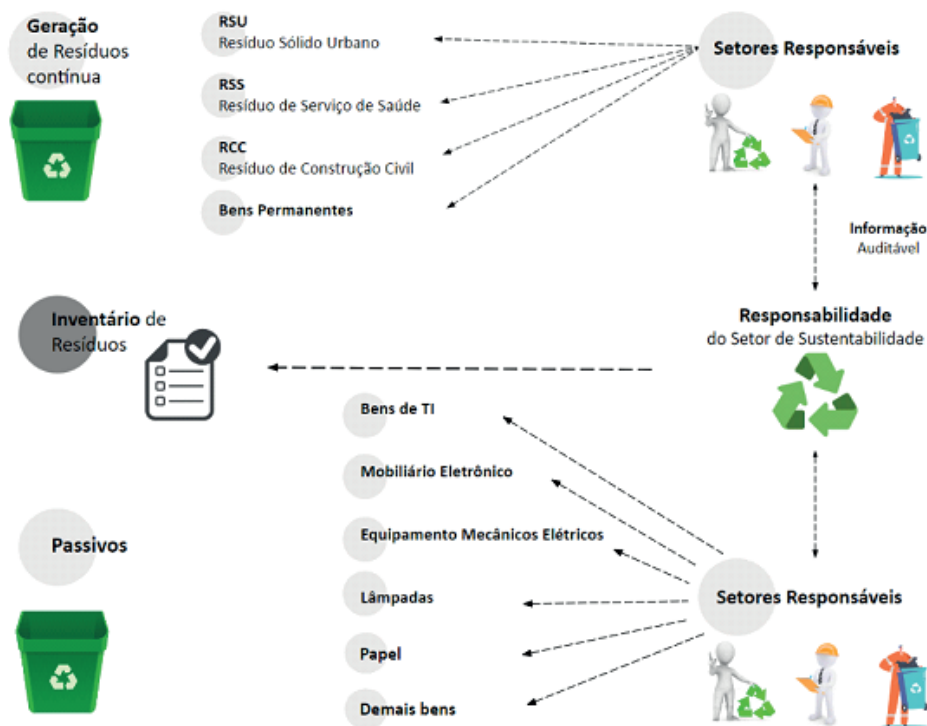 Geração
de Resíduos
contínua
RSU
Resíduo Sólido Urbano
RSS
Resíduo de Serviço de Saúde
RCC
Resíduo de Construção Civil
Bens Permanentes
Setores Responsáveis
Informação
Auditável
Responsabilidade
do Setor de Sustentabilidade
Inventário de
Resíduos
Bens de TI
Mobiliário Eletrônico
Equipamento Mecânicos Elétricos
Lâmpadas
Papel
Demais bens
Passivos
Setores Responsáveis